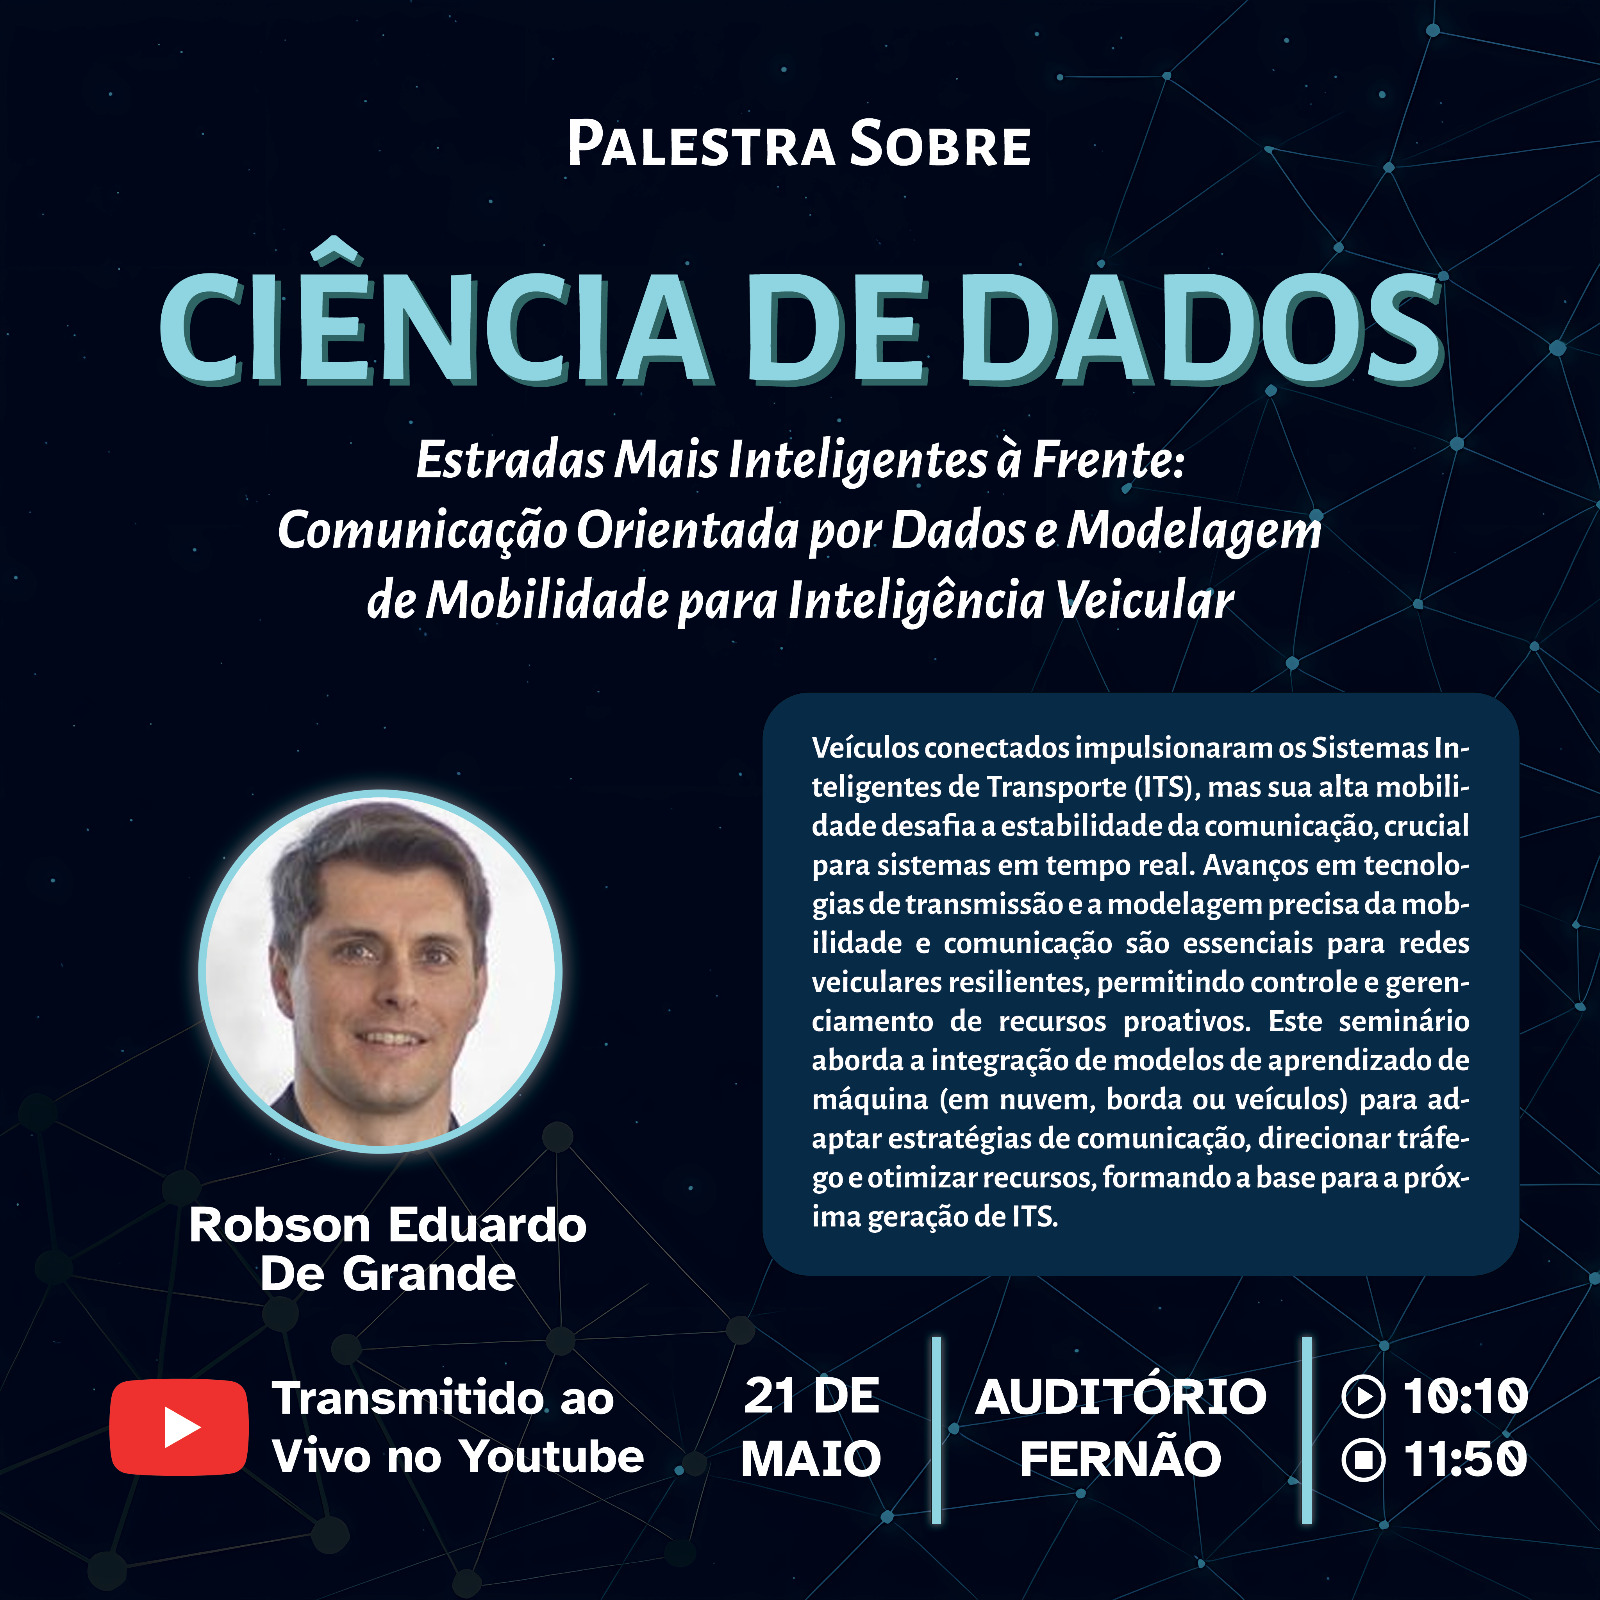 Palestra Sobre
CIÊNCIA DE DADOS
Estradas Mais Inteligentes à Frente:
Comunicação Orientada por Dados e Modelagem
de Mobilidade para Inteligência Veicular
Veículos conectados impulsionaram os Sistemas In-
teligentes de Transporte (ITS), mas sua alta mobili-
dade desafia a estabilidade da comunicação, crucial
para sistemas em tempo real. Avanços em tecnolo-
gias de transmissão e a modelagem precisa da mob-
ilidade e comunicação são essenciais para redes
veiculares resilientes, permitindo controle e geren-
ciamento de recursos proativos. Este seminário
aborda a integração de modelos de aprendizado de
máquina (em nuvem, borda ou veículos) para ad-
aptar estratégias de comunicação, direcionar tráfe-
go e otimizar recursos, formando a base para a próx-
ima geração de ITS.
Robson Eduardo
De Grande
Transmitido ao
Vivo no Youtube
21 DE
MAIO
AUDITÓRIO
FERNÃO
10:10
11:50